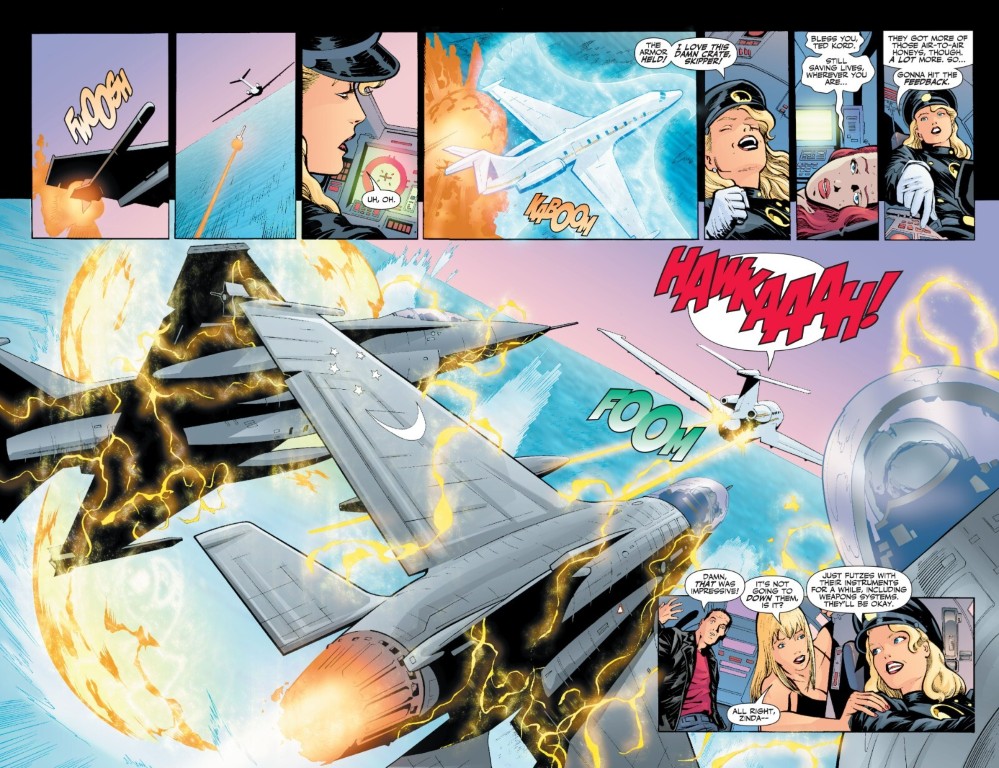 FWOOSH
UH, OH.
THE
ARMOR
HELD!
I LOVE THIS
DAMN CRATE,
SKIPPER!
KABOOM
BLESS YOU,
TED KORD.
STILL
SAVING LIVES,
WHEREVER
YOU
ARE...
THEY GOT MORE OF
THOSE AIR-TO-AIR
HONEYS, THOUGH.
A LOT MORE. SO...
GONNA HIT THE
FEEDBACK.
HAWKAAAH!
FOOM
DAMN,
THAT WAS
IMPRESSIVE!
IT'S NOT
GOING TO
DOWN THEM,
IS IT?
JUST FUTZES WITH
THEIR INSTRUMENTS
FOR A WHILE, INCLUDING
WEAPONS SYSTEMS.
THEY'LL BE OKAY.
ALL RIGHT,
ZINDA--